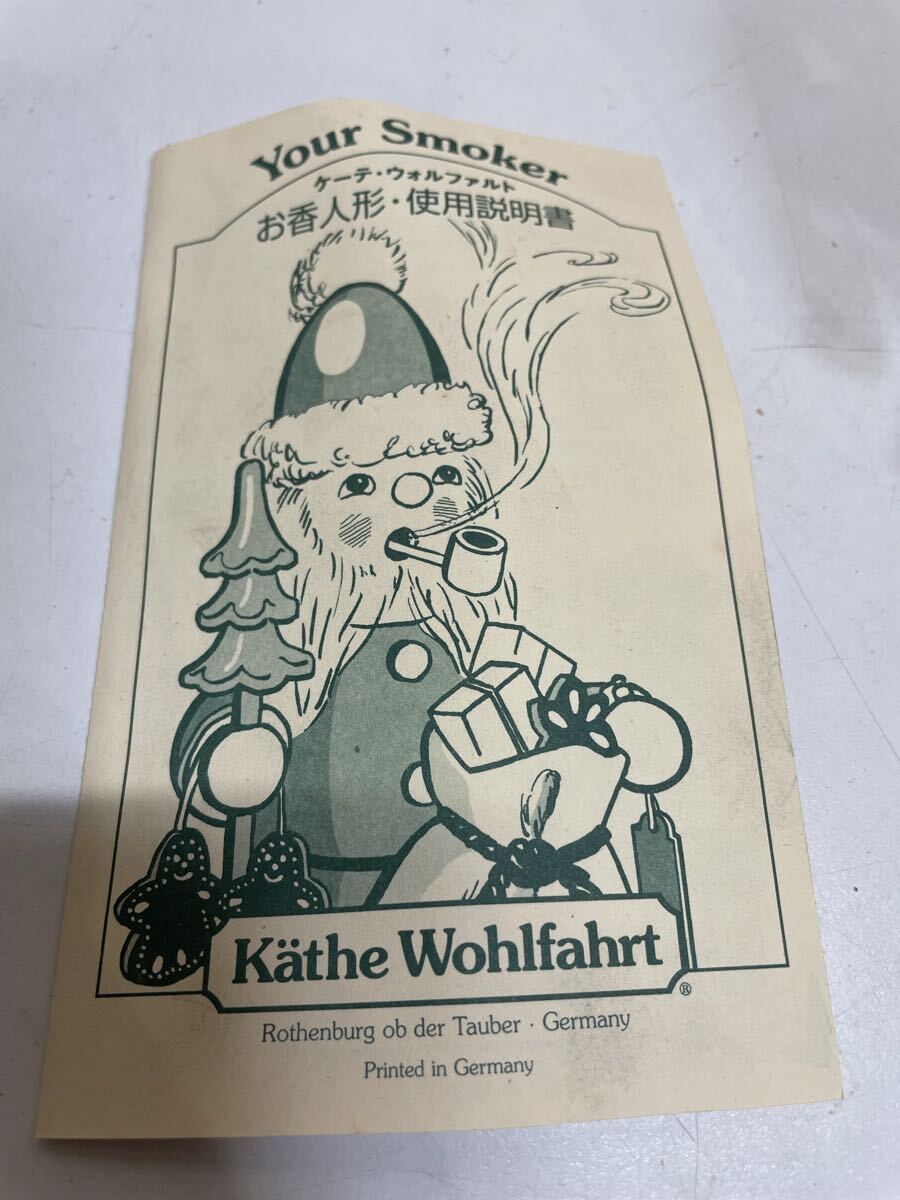 Your Smoker
ケーテ・ウォルファルト
お香人形・使用説明書
Käthe Wohlfahrt
®
Rothenburg ob der Tauber · Germany
Printed in Germany